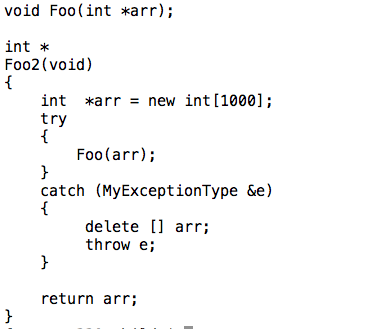 void Foo(int *arr);
int *
Foo2(void)
{
int  *arr = new int[1000];
try
{
Foo(arr);
}
catch (MyExceptionType &e)
{
delete [] arr;
throw e;
}
return arr;
}